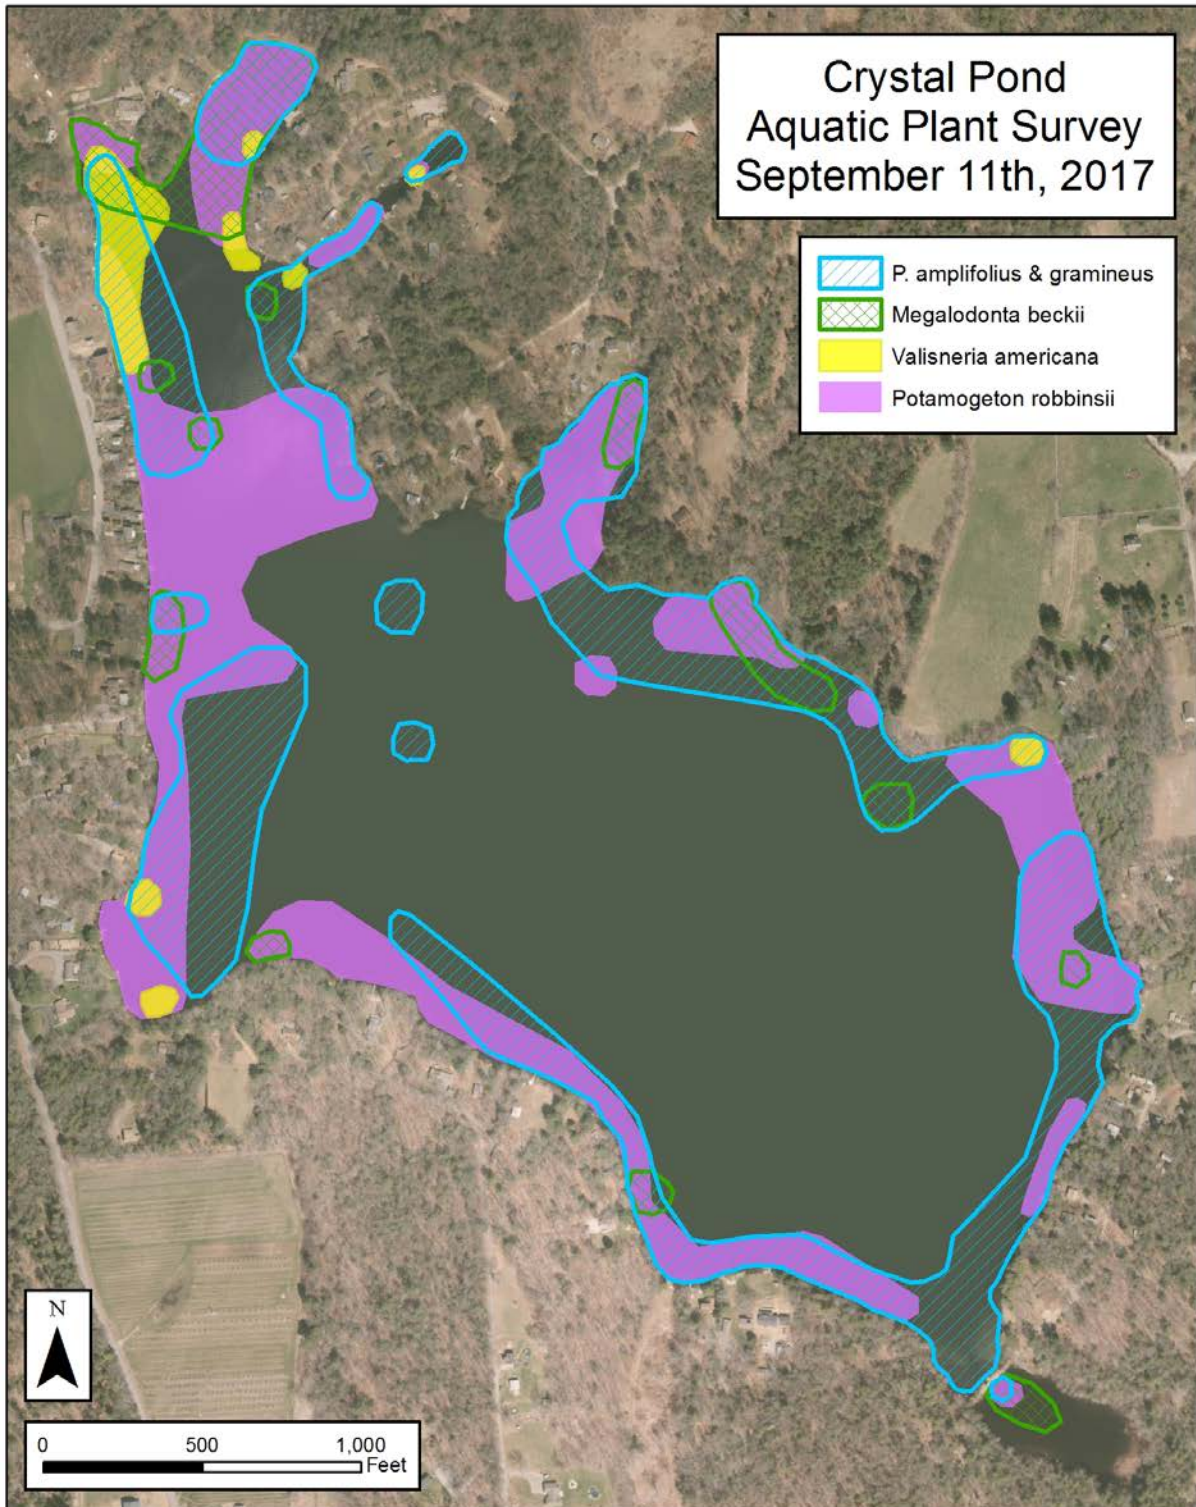 Crystal Pond
Aquatic Plant Survey
September 11th, 2017
P. amplifolius & gramineus
Megalodonta beckii
Valisneria americana
Potamogeton robbinsii
N
0 500 1,000
Feet